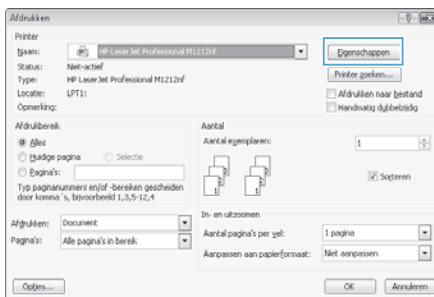 Afdrukken
Printer
Naam: HP LaserJet Professional M1212nf
Eigenschappen
Status: Niet-actief
Type: HP LaserJet Professional M1212nf
Printer zoeken...
Locatie: LPT1:
Afdrukken naar bestand
Opmerking:
Handmatig dubbelzijdig
Afdrukbereik
Alles
Huidige pagina
Selectie
Pagina's:
Typ paginanummers en/of -bereiken gescheiden
door komma´s, bijvoorbeeld 1,3,5-12,4
Aantal
Aantal exemplaren: 1
Sorteren
Afdrukken: Document
Pagina's: Alle pagina's in bereik
In- en uitzoomen
Aantal pagina's per vel: 1 pagina
Aanpassen aan papierformaat: Niet aanpassen
Opties...
OK
Annuleren